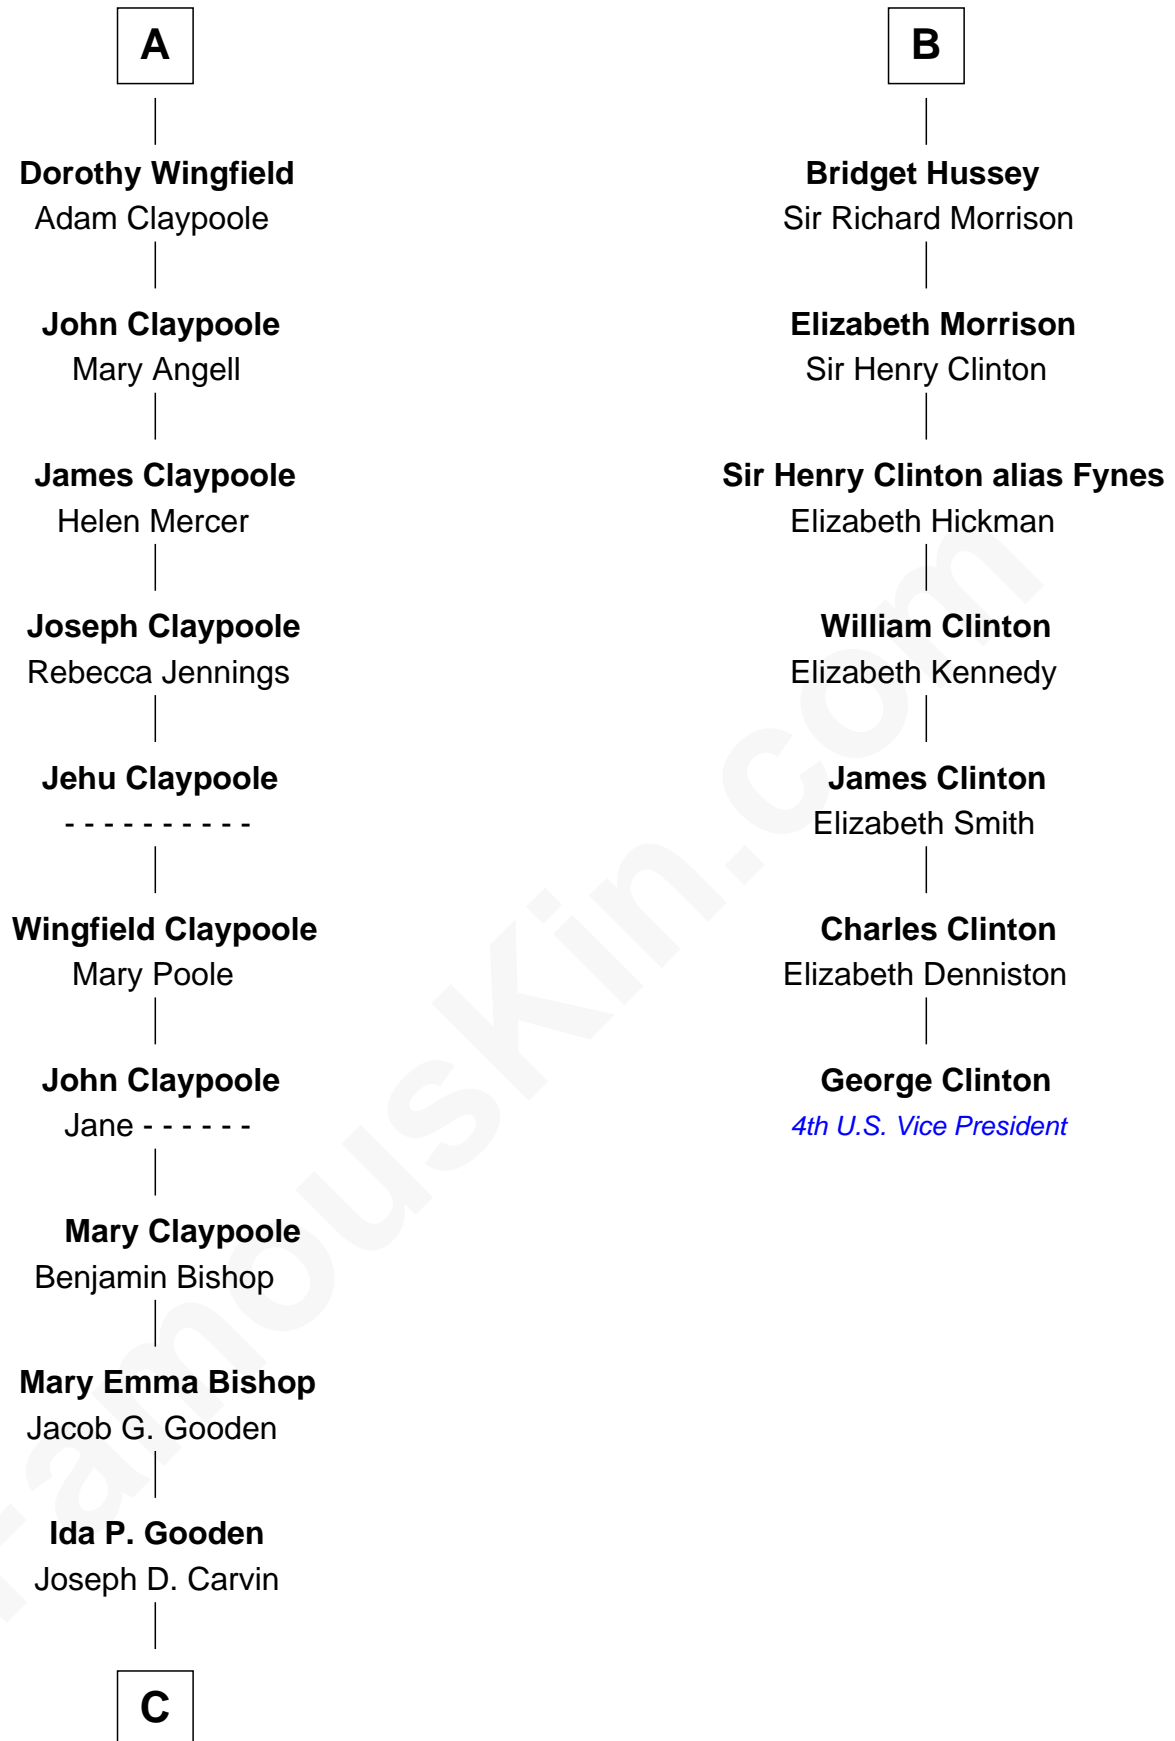 A
Dorothy Wingfield
Adam Claypoole
John Claypoole
Mary Angell
James Claypoole
Helen Mercer
Joseph Claypoole
Rebecca Jennings
Jehu Claypoole
- - - - - - - - - -
Wingfield Claypoole
Mary Poole
John Claypoole
Jane - - - - - -
Mary Claypoole
Benjamin Bishop
Mary Emma Bishop
Jacob G. Gooden
Ida P. Gooden
Joseph D. Carvin
C
B
Bridget Hussey
Sir Richard Morrison
Elizabeth Morrison
Sir Henry Clinton
Sir Henry Clinton alias Fynes
Elizabeth Hickman
William Clinton
Elizabeth Kennedy
James Clinton
Elizabeth Smith
Charles Clinton
Elizabeth Denniston
George Clinton
4th U.S. Vice President
FamousKin.com